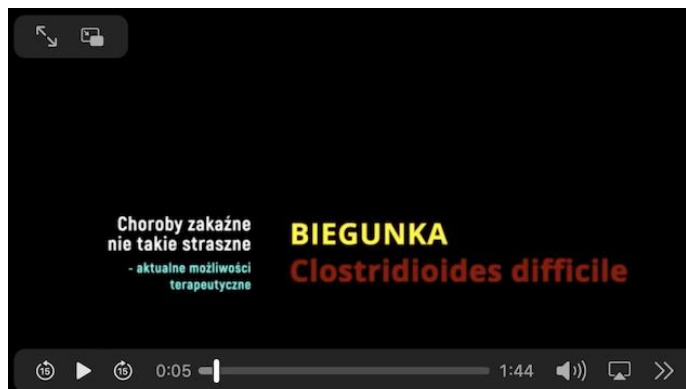 Choroby zakaźne
nie takie straszne
- aktualne możliwości
terapeutyczne
BIEGUNKA
Clostridioides difficile
15
15
0:05
1:44